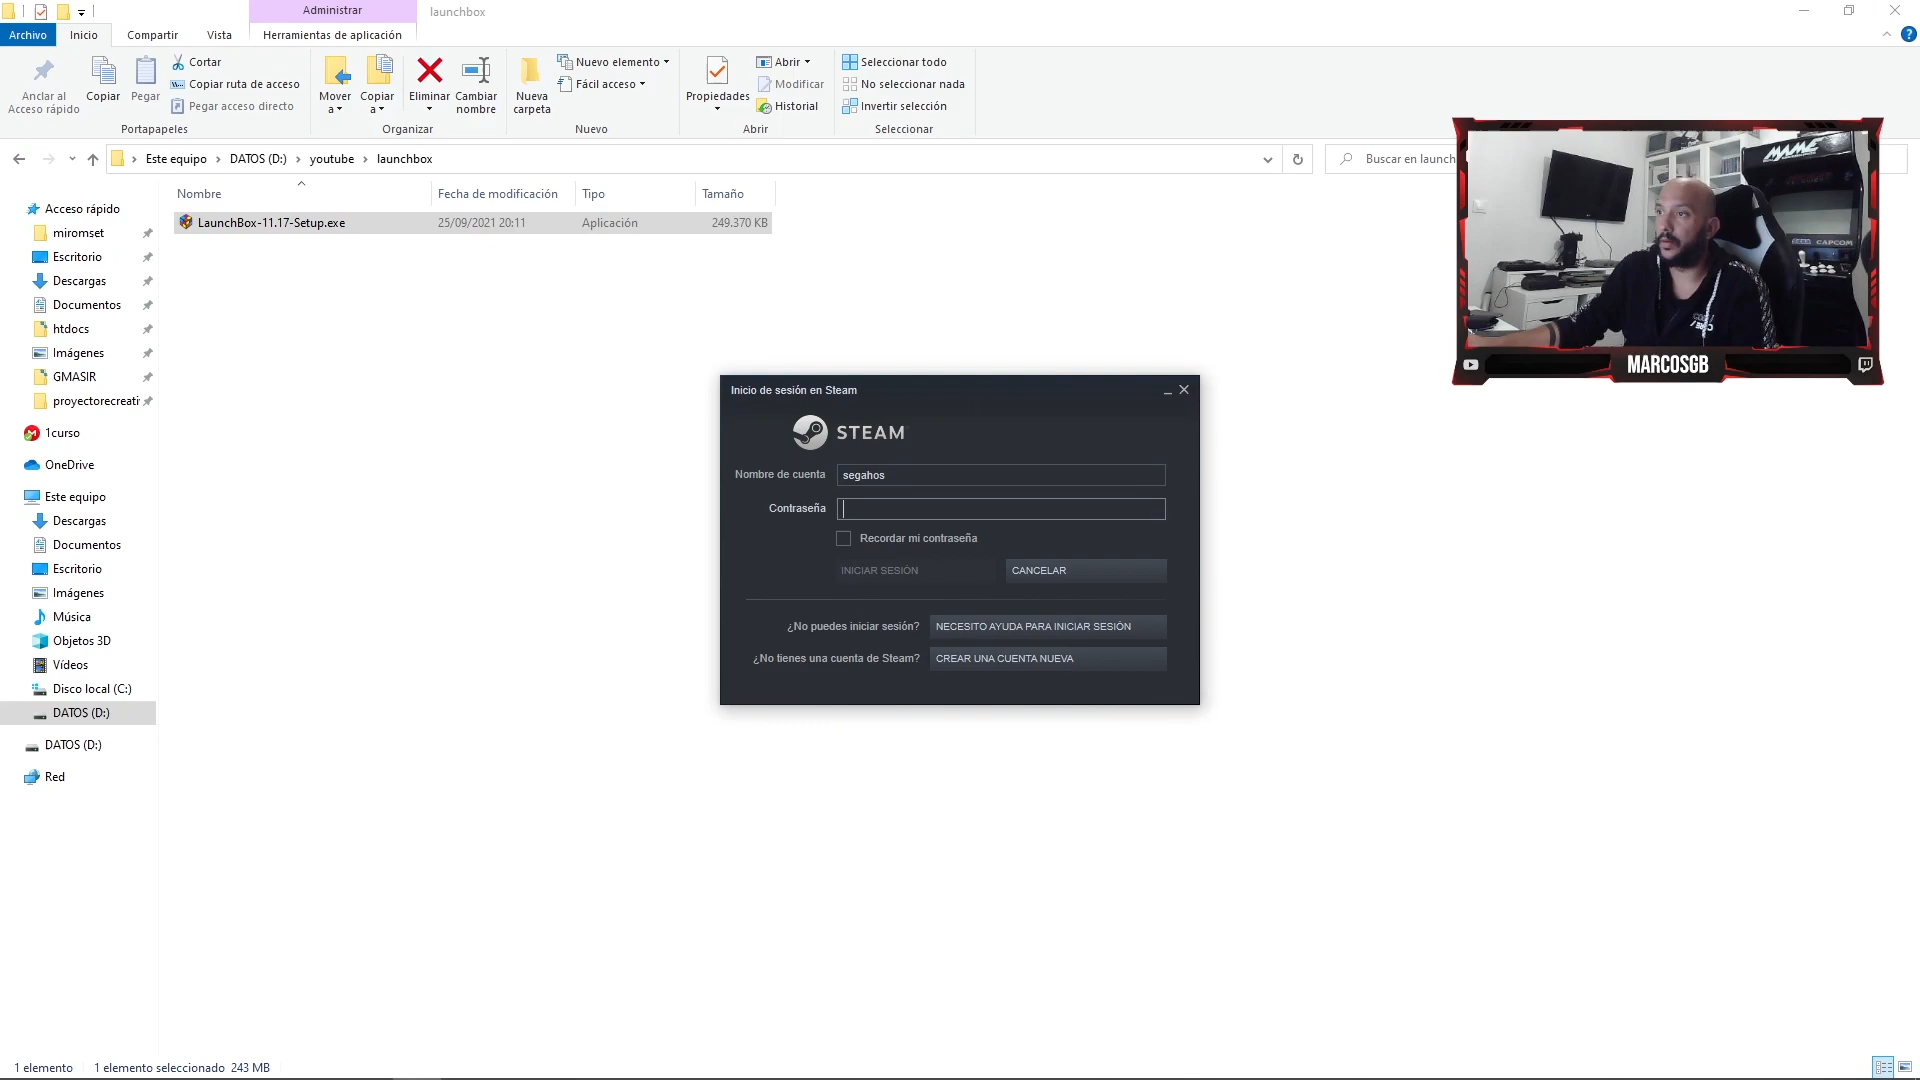 Administrar
launchbox
Archivo
Inicio
Compartir
Vista
Herramientas de aplicación
Anclar al
Acceso rápido
Copiar
Pegar
Cortar
Copiar ruta de acceso
Pegar acceso directo
Portapapeles
Mover
a
Copiar
a
Eliminar
Cambiar
nombre
Organizar
Nueva
carpeta
Nuevo elemento
Fácil acceso
Nuevo
Propiedades
Abrir
Modificar
Historial
Abrir
Seleccionar todo
No seleccionar nada
Invertir selección
Seleccionar
Este equipo > DATOS (D:) > youtube > launchbox
Buscar en launch
Nombre
Fecha de modificación
Tipo
Tamaño
LaunchBox-11.17-Setup.exe
25/09/2021 20:11
Aplicación
249.370 KB
Acceso rápido
miromset
Escritorio
Descargas
Documentos
htdocs
Imágenes
GMASIR
proyectorecreati
1curso
OneDrive
Este equipo
Descargas
Documentos
Escritorio
Imágenes
Música
Objetos 3D
Vídeos
Disco local (C:)
DATOS (D:)
DATOS (D:)
Red
MAME
SEGA CAPCOM
MARCOSGB
Inicio de sesión en Steam
STEAM
Nombre de cuenta
segahos
Contraseña
Recordar mi contraseña
INICIAR SESIÓN
CANCELAR
¿No puedes iniciar sesión?
NECESITO AYUDA PARA INICIAR SESIÓN
¿No tienes una cuenta de Steam?
CREAR UNA CUENTA NUEVA
1 elemento
1 elemento seleccionado 243 MB